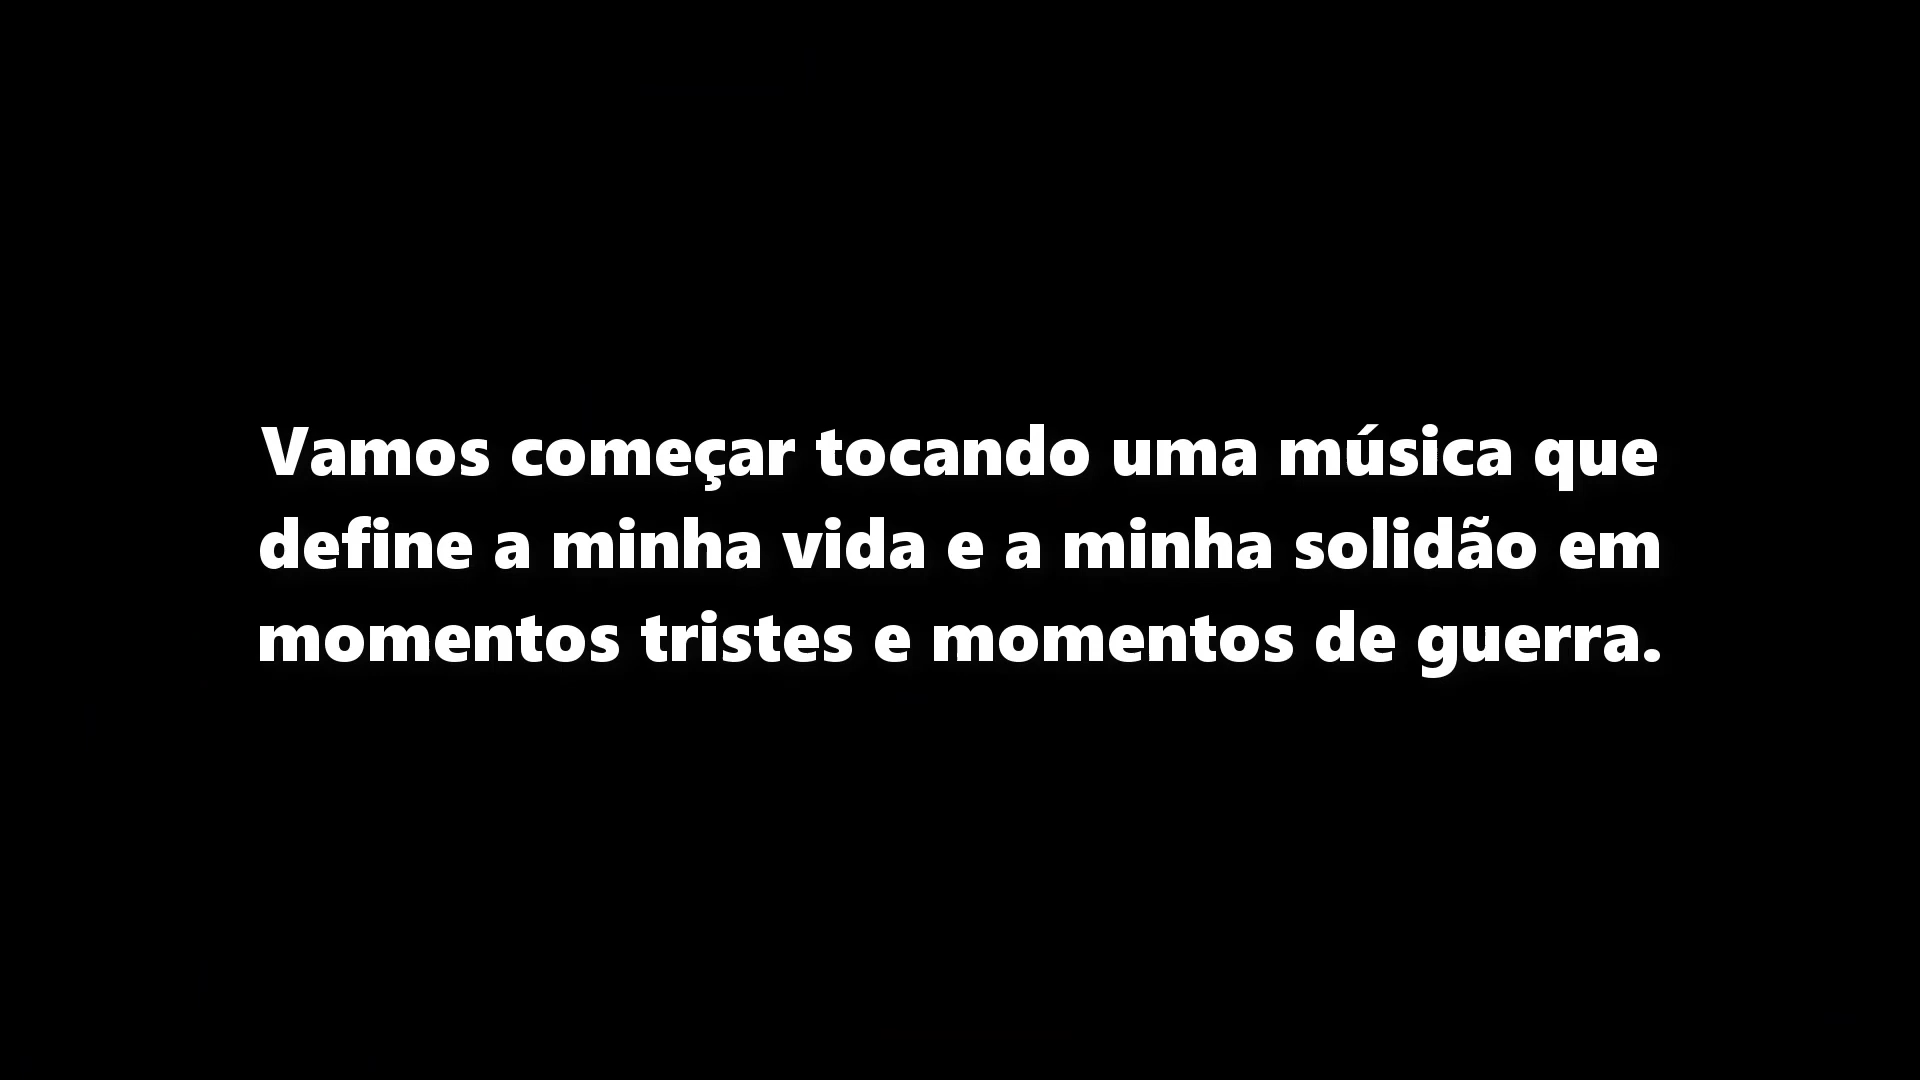 Vamos começar tocando uma música que
define a minha vida e a minha solidão em
momentos tristes e momentos de guerra.